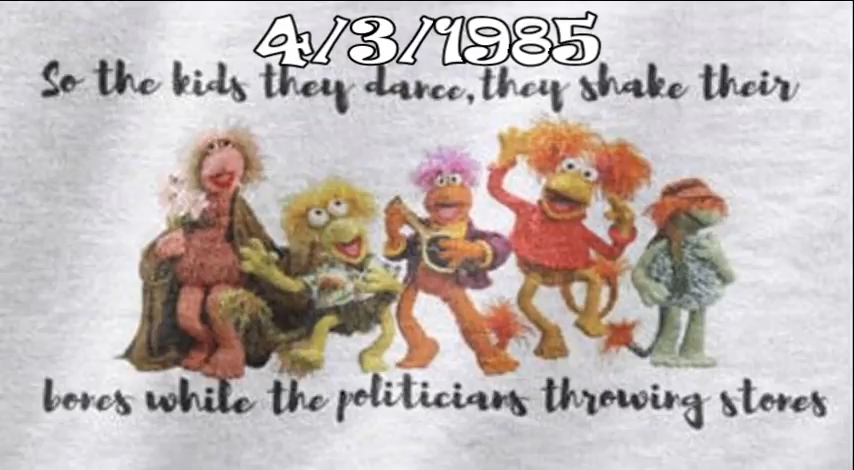 4/3/1985
So the kids they dance, they shake their
bones while the politicians throwing stones